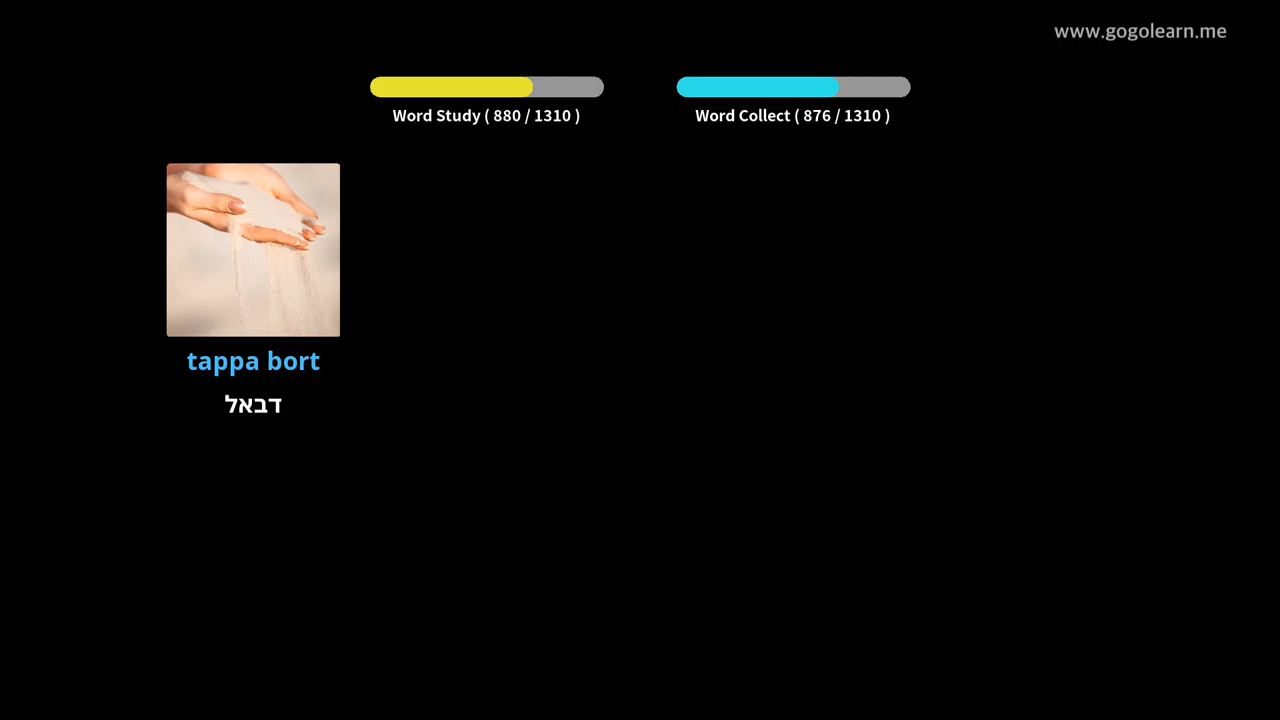 www.gogolearn.me
Word Study ( 880 / 1310 )
Word Collect ( 876 / 1310 )
tappa bort
דבאל